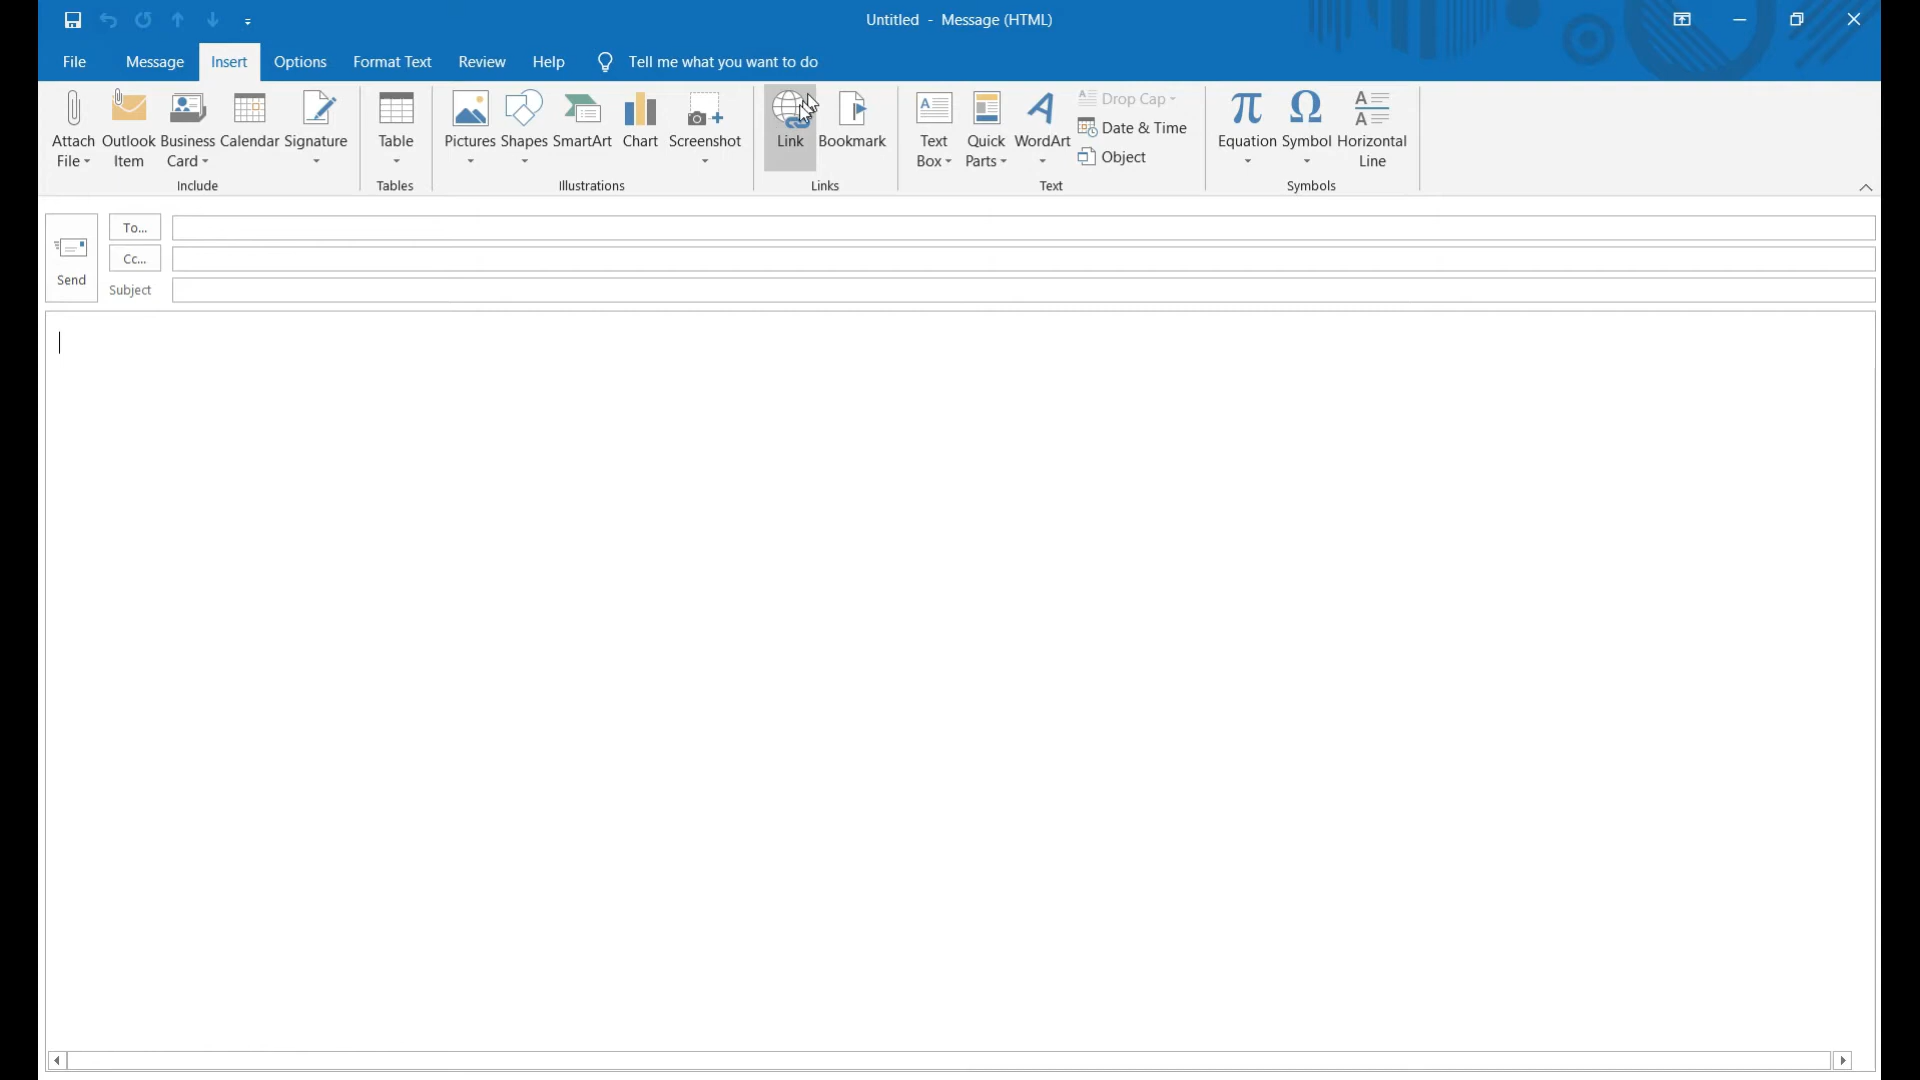 Untitled - Message (HTML)
File Message Insert Options Format Text Review Help Tell me what you want to do
Attach File
Outlook Item
Business Card
Calendar
Signature
Include
Table
Tables
Pictures
Shapes
SmartArt
Chart
Screenshot
Illustrations
Link
Bookmark
Links
Text Box
Quick Parts
WordArt
Drop Cap
Date & Time
Object
Text
Equation
Symbol
Horizontal Line
Symbols
Send
To...
Cc...
Subject